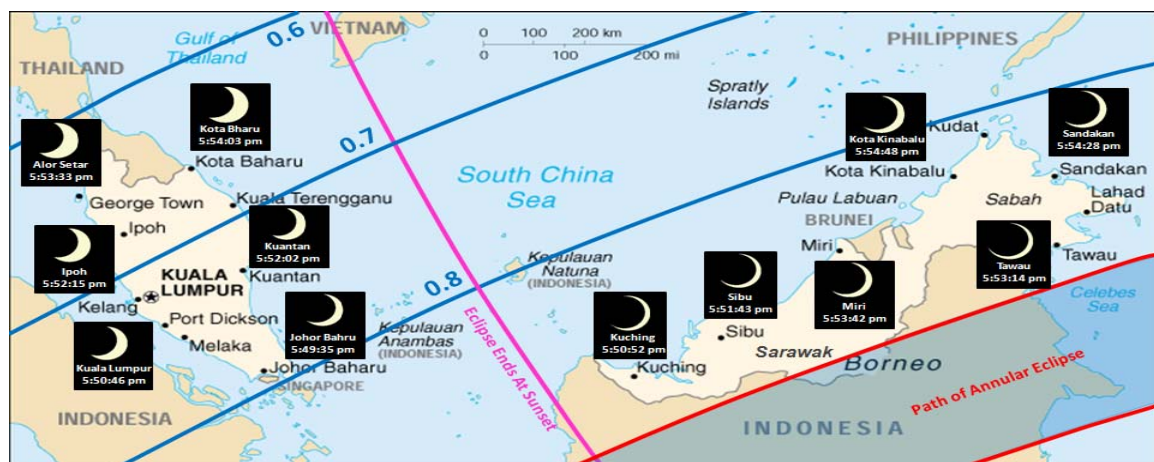 Gulf of
Thailand
0.6
VIETNAM
0 100 200 km
0 100 200 mi
PHILIPPINES
THAILAND
Spratly
Islands
Kota Bharu
5:54:03 pm
Alor Setar
5:53:33 pm
0.7
Kota Kinabalu
5:54:48 pm
Kudat
Sandakan
5:54:28 pm
Kota Baharu
South China
Sea
Kota Kinabalu
Sandakan
George Town
Kuala Terengganu
Pulau Labuan
Sabah
Lahad
Datu
BRUNEI
Ipoh
Kuantan
5:52:02 pm
Miri
Tawau
Tawau
5:53:14 pm
Ipoh
5:52:15 pm
KUALA
LUMPUR
Kuantan
0.8
Kepulauan
Natuna
(INDONESIA)
Sibu
5:51:43 pm
Miri
5:53:42 pm
Celebes
Sea
Kelang
Port Dickson
Johor Bahru
5:49:35 pm
Kepulauan
Anambas
(INDONESIA)
Eclipse Ends At Sunset
Kuching
5:50:52 pm
Sibu
Melaka
Sarawak
Borneo
Kuala Lumpur
5:50:46 pm
Johor Baharu
SINGAPORE
Kuching
Path of Annular Eclipse
INDONESIA
INDONESIA